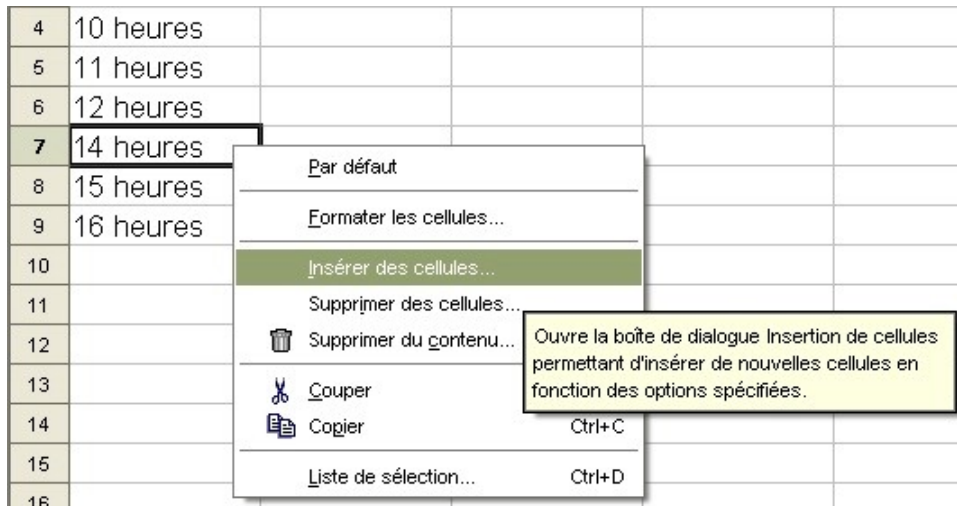 4 10 heures
5 11 heures
6 12 heures
7 14 heures
Par défaut
8 15 heures
9 16 heures
Formater les cellules...
10
Insérer des cellules...
11
Supprimer des cellules...
12
Supprimer du contenu...
Ouvre la boîte de dialogue Insertion de cellules
permettant d'insérer de nouvelles cellules en
fonction des options spécifiées.
13
Couper
14
Copier Ctrl+C
15
Liste de sélection... Ctrl+D
16